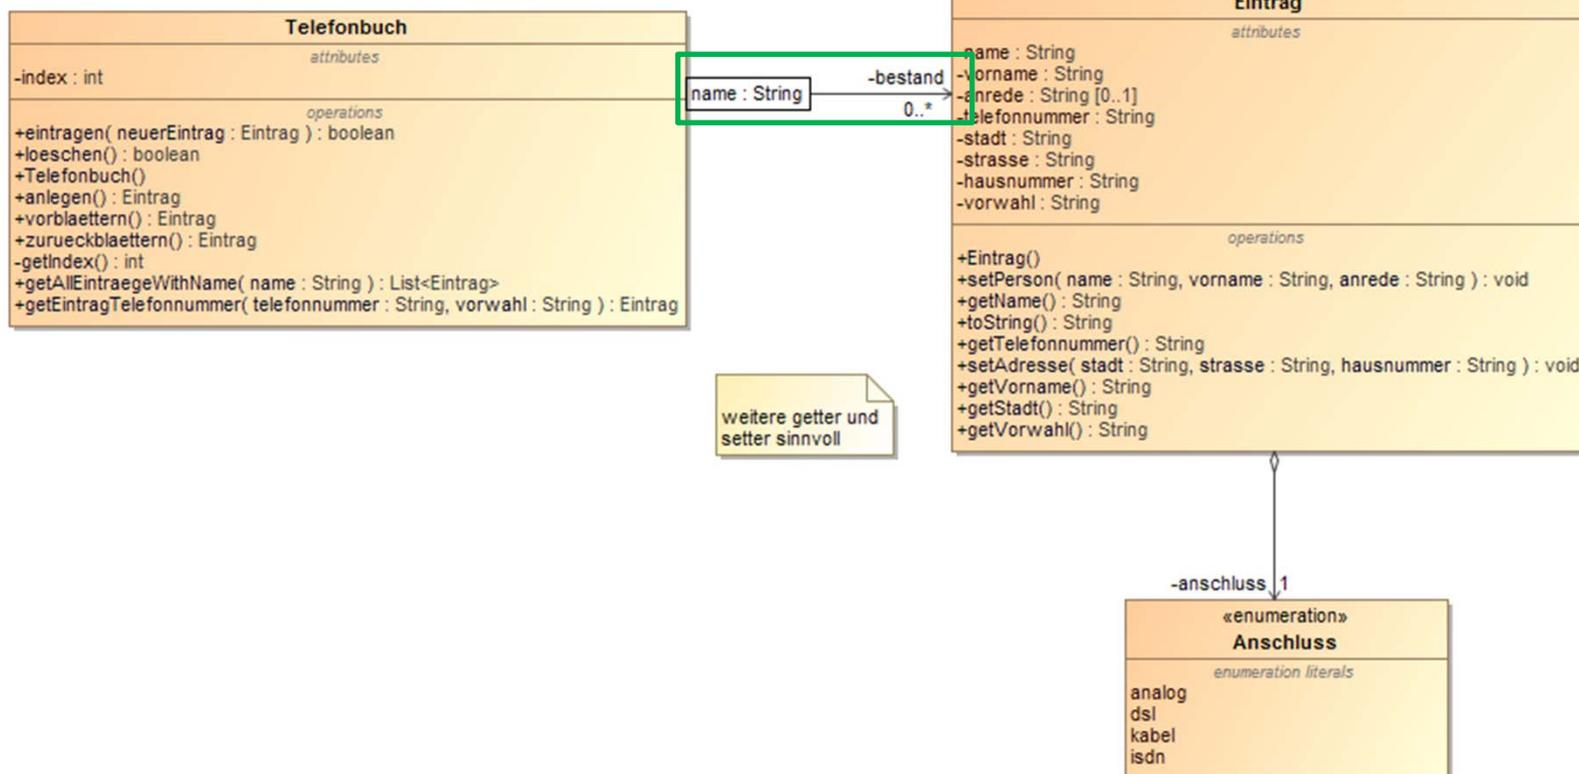 Telefonbuch
attributes
-index : int
operations
+eintragen( neuerEintrag : Eintrag ) : boolean
+loeschen() : boolean
+Telefonbuch()
+anlegen() : Eintrag
+vorblaettern() : Eintrag
+zurueckblaettern() : Eintrag
-getIndex() : int
+getAllEintraegeWithName( name : String ) : List<Eintrag>
+getEintragTelefonnummer( telefonnummer : String, vorwahl : String ) : Eintrag
name : String
-bestand
0..*
Eintrag
attributes
-name : String
-vorname : String
-anrede : String [0..1]
-telefonnummer : String
-stadt : String
-strasse : String
-hausnummer : String
-vorwahl : String
operations
+Eintrag()
+setPerson( name : String, vorname : String, anrede : String ) : void
+getName() : String
+toString() : String
+getTelefonnummer() : String
+setAdresse( stadt : String, strasse : String, hausnummer : String ) : void
+getVorname() : String
+getStadt() : String
+getVorwahl() : String
weitere getter und
setter sinnvoll
-anschluss 1
«enumeration»
Anschluss
enumeration literals
analog
dsl
kabel
isdn